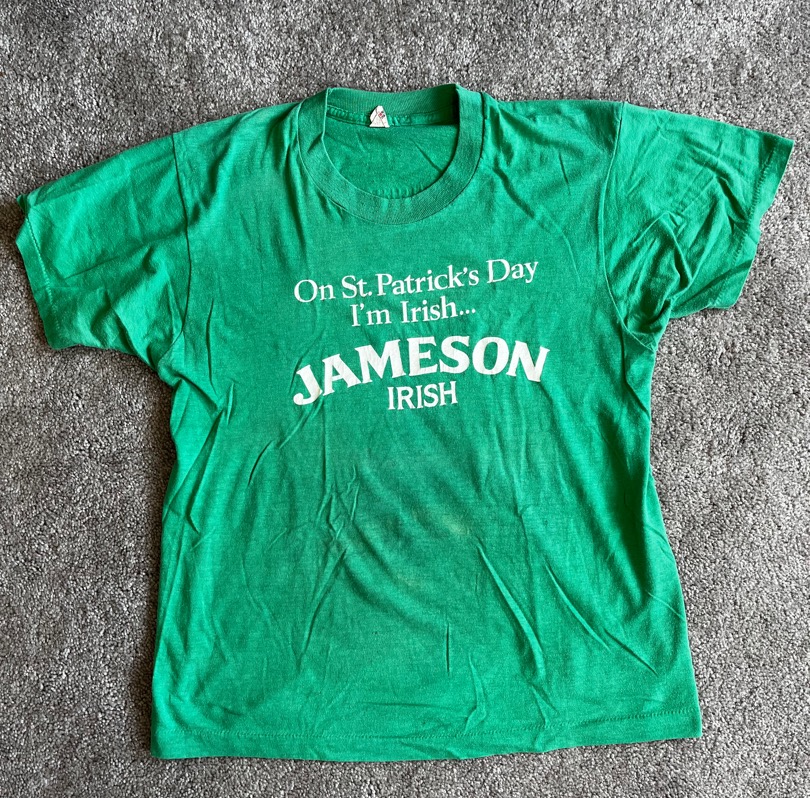 On St. Patrick's Day
I'm Irish...
JAMESON
IRISH